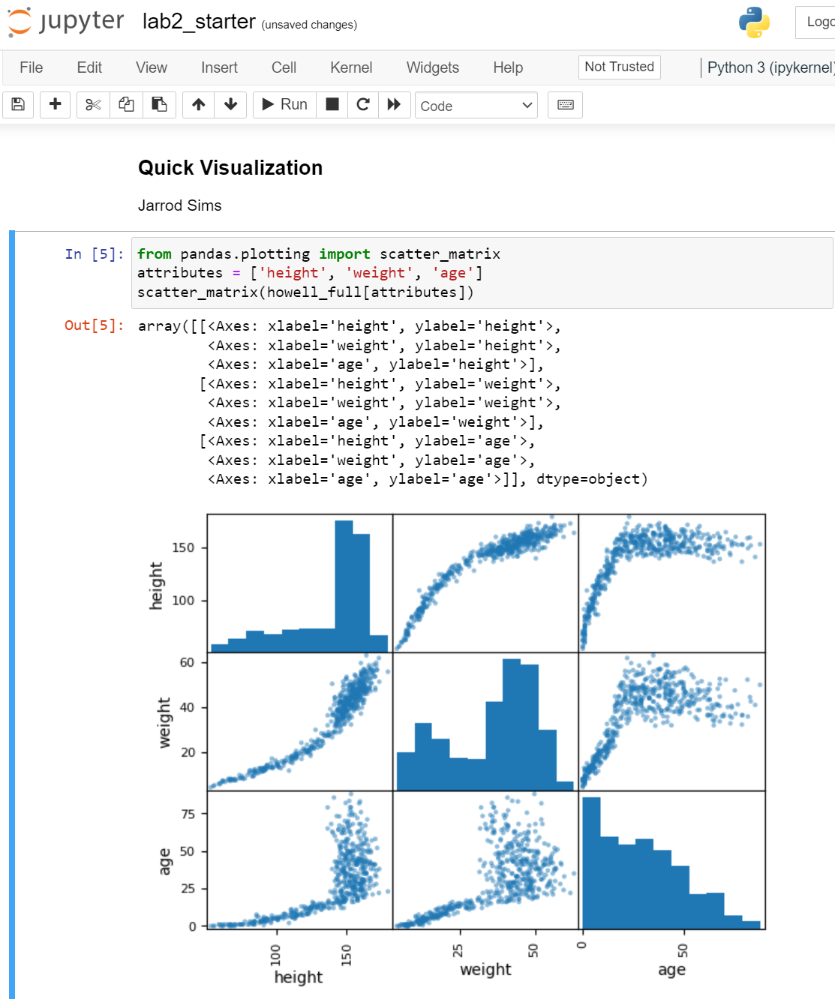 jupyter lab2_starter (unsaved changes)
Logo
File Edit View Insert Cell Kernel Widgets Help Not Trusted Python 3 (ipykernel)
Run Code
Quick Visualization
Jarrod Sims
In [5]: from pandas.plotting import scatter_matrix
attributes = ['height', 'weight', 'age']
scatter_matrix(howell_full[attributes])
Out[5]: array([[<Axes: xlabel='height', ylabel='height'>,
<Axes: xlabel='weight', ylabel='height'>,
<Axes: xlabel='age', ylabel='height'>],
[<Axes: xlabel='height', ylabel='weight'>,
<Axes: xlabel='weight', ylabel='weight'>,
<Axes: xlabel='age', ylabel='weight'>],
[<Axes: xlabel='height', ylabel='age'>,
<Axes: xlabel='weight', ylabel='age'>,
<Axes: xlabel='age', ylabel='age'>]], dtype=object)
height
150
100
weight
60
40
20
age
75
50
25
0
100 150 25 50 0 50
height weight age